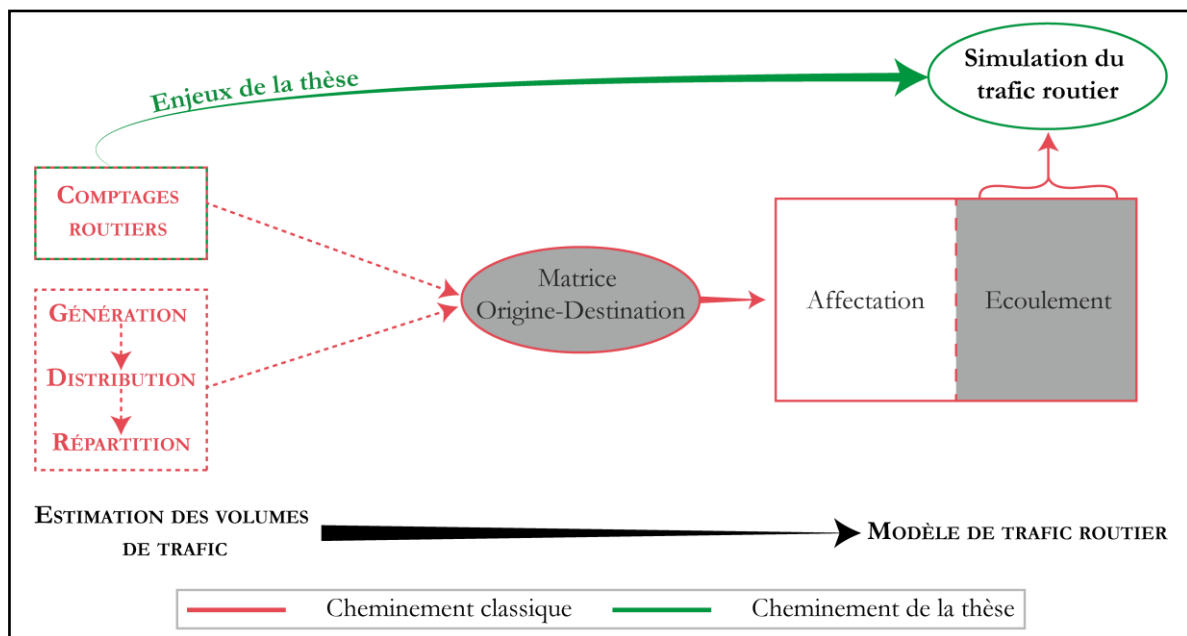 Simulation du
trafic routier
Enjeux de la thèse
COMPTAGES
ROUTIERS
Matrice
Origine-Destination
Affectation
Ecoulement
GÉNÉRATION
DISTRIBUTION
RÉPARTITION
ESTIMATION DES VOLUMES
DE TRAFIC
MODÈLE DE TRAFIC ROUTIER
Cheminement classique
Cheminement de la thèse